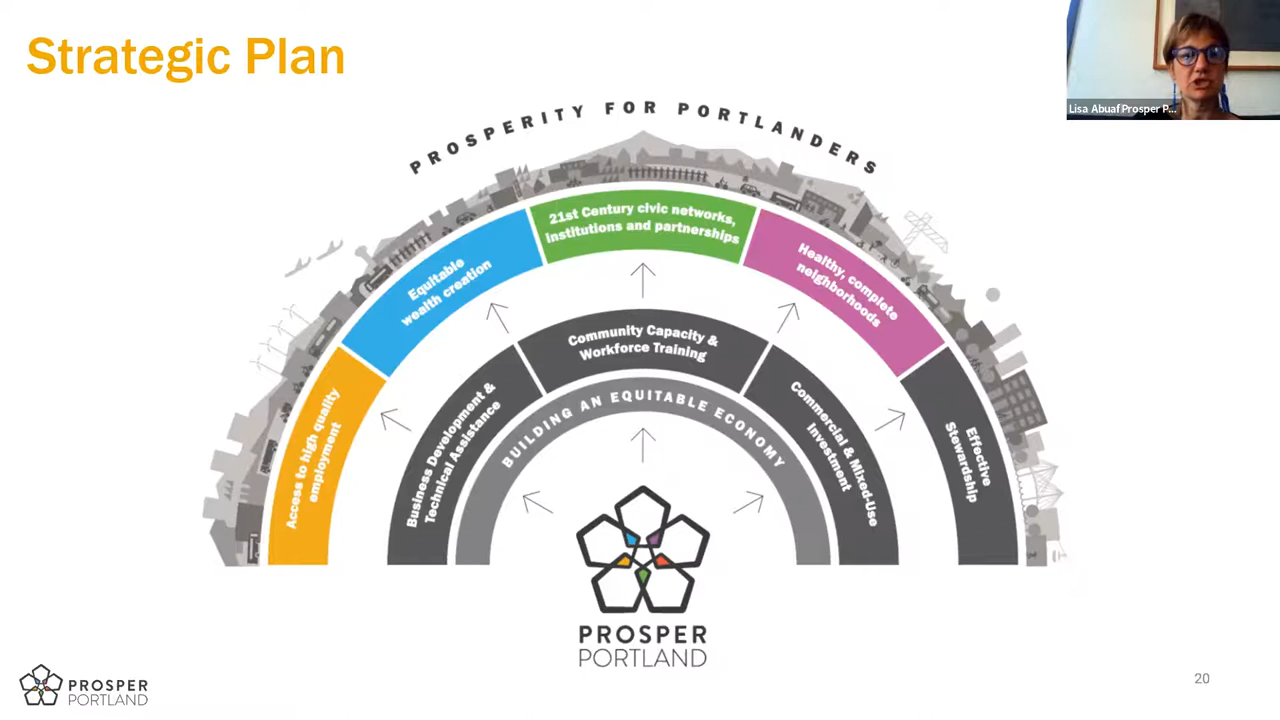 Strategic Plan
Lisa Abuaf Prosper P...
PROSPERITY FOR PORTLANDERS
Access to high quality
employment
Equitable
wealth creation
21st Century civic networks,
institutions and partnerships
Healthy, complete
neighborhoods
Effective
Stewardship
Business Development &
Technical Assistance
Community Capacity &
Workforce Training
Commercial & Mixed-Use
Investment
BUILDING AN EQUITABLE ECONOMY
PROSPER
PORTLAND
PROSPER
PORTLAND
20